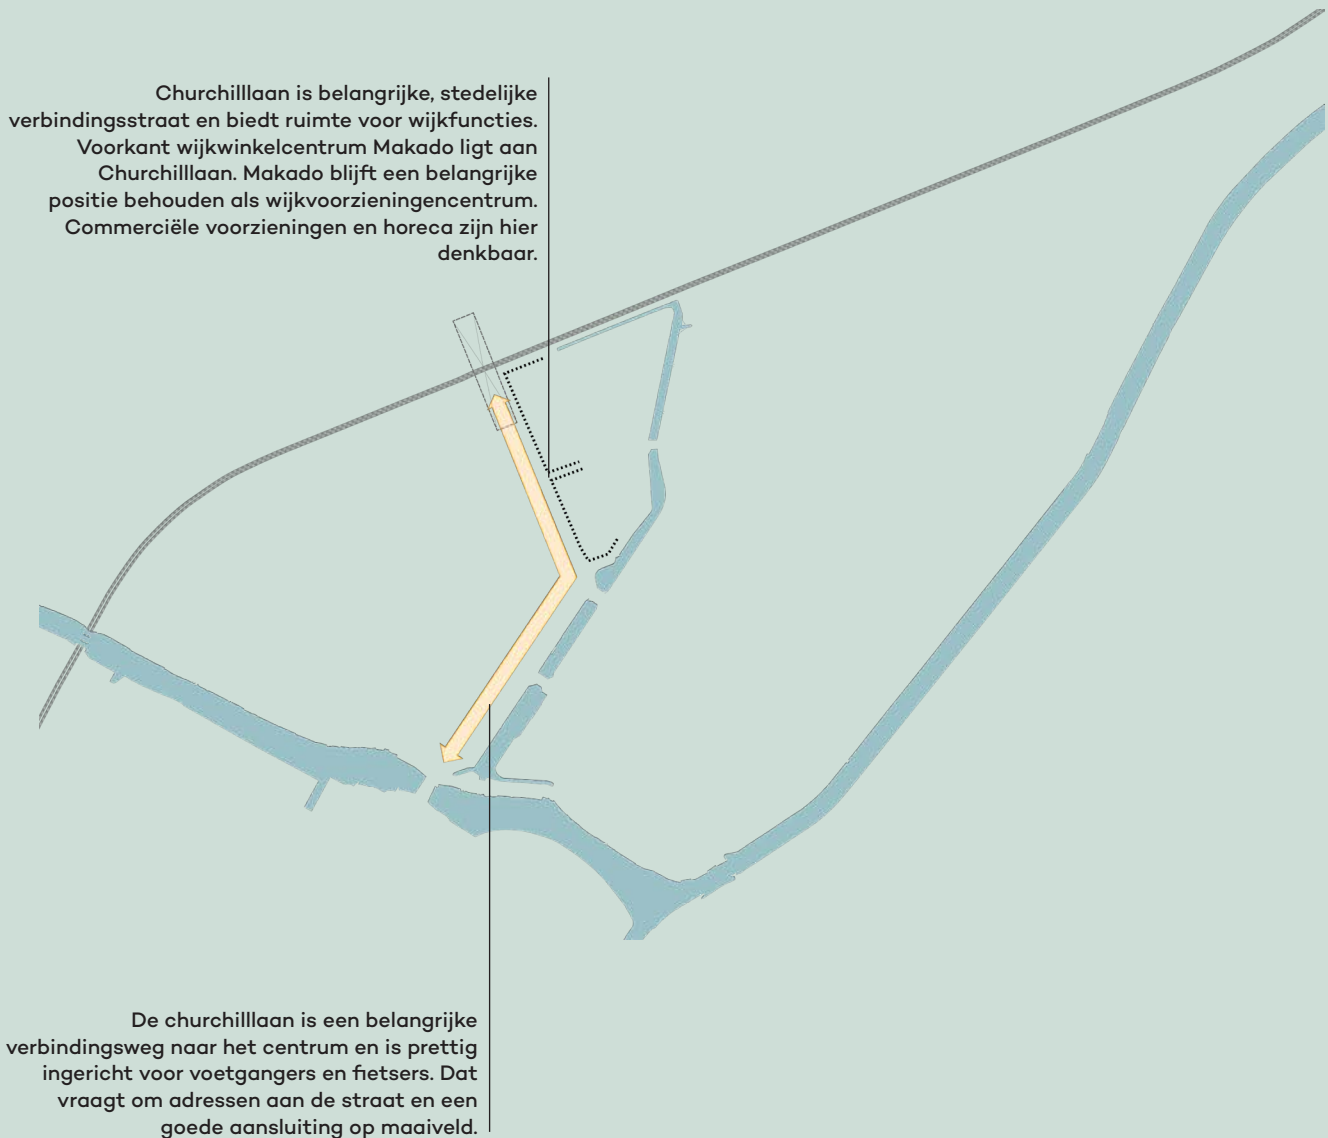 Churchilllaan is belangrijke, stedelijke
verbindingsstraat en biedt ruimte voor wijkfuncties.
Voorkant wijkwinkelcentrum Makado ligt aan
Churchilllaan. Makado blijft een belangrijke
positie behouden als wijkvoorzieningencentrum.
Commerciële voorzieningen en horeca zijn hier
denkbaar.
De churchilllaan is een belangrijke
verbindingsweg naar het centrum en is prettig
ingericht voor voetgangers en fietsers. Dat
vraagt om adressen aan de straat en een
goede aansluiting op maaiveld.